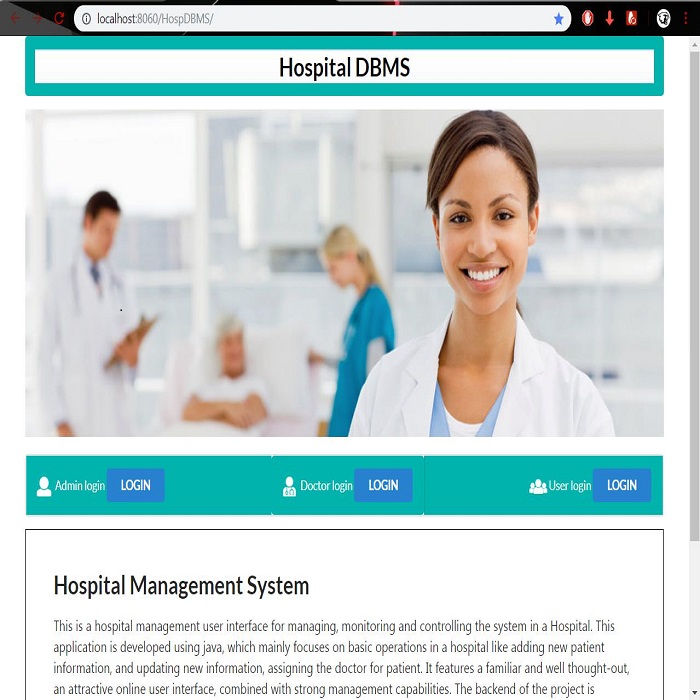 localhost:8060/HospDBMS/
Hospital DBMS
Admin login LOGIN Doctor login LOGIN User login LOGIN
Hospital Management System
This is a hospital management user interface for managing, monitoring and controlling the system in a Hospital. This
application is developed using java, which mainly focuses on basic operations in a hospital like adding new patient
information, and updating new information, assigning the doctor for patient. It features a familiar and well thought-out,
an attractive online user interface, combined with strong management capabilities. The backend of the project is